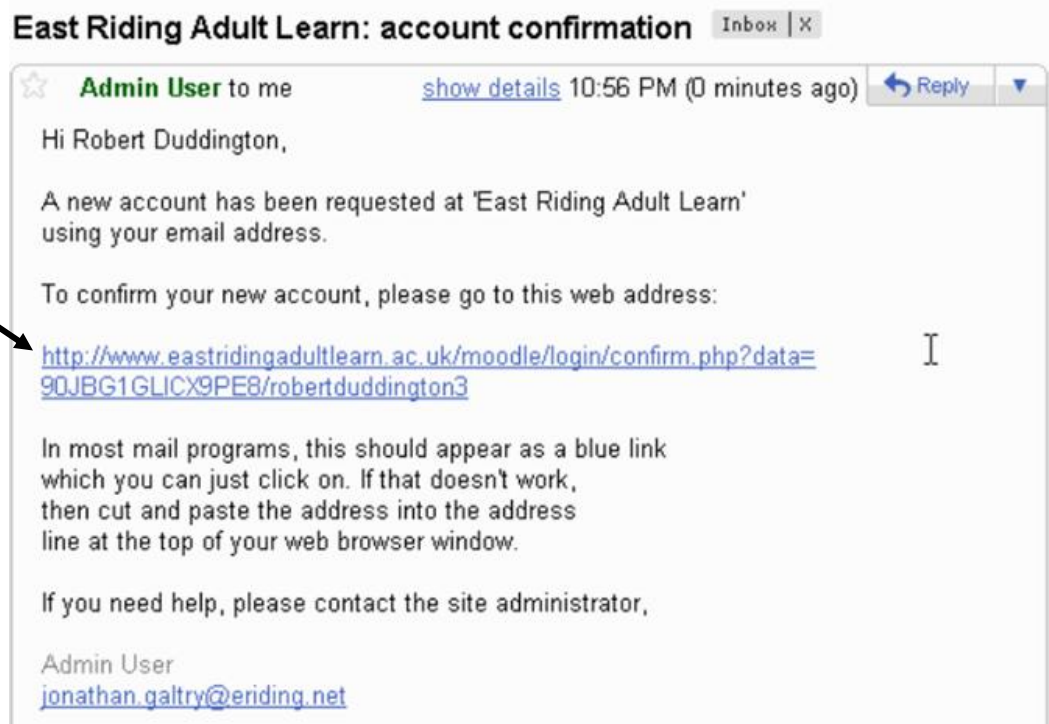 East Riding Adult Learn: account confirmation Inbox | X
Admin User to me show details 10:56 PM (0 minutes ago) Reply
Hi Robert Duddington,
A new account has been requested at 'East Riding Adult Learn'
using your email address.
To confirm your new account, please go to this web address:
http://www.eastridingadultlearn.ac.uk/moodle/login/confirm.php?data=
90JBG1GLICX9PE8/robertduddington3
In most mail programs, this should appear as a blue link
which you can just click on. If that doesn't work,
then cut and paste the address into the address
line at the top of your web browser window.
If you need help, please contact the site administrator,
Admin User
jonathan.galtry@eriding.net